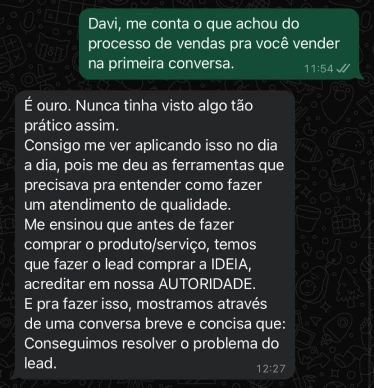 Davi, me conta o que achou do
processo de vendas pra você vender
na primeira conversa.
11:54
É ouro. Nunca tinha visto algo tão
prático assim.
Consigo me ver aplicando isso no dia
a dia, pois me deu as ferramentas que
precisava pra entender como fazer
um atendimento de qualidade.
Me ensinou que antes de fazer
comprar o produto/serviço, temos
que fazer o lead comprar a IDEIA,
acreditar em nossa AUTORIDADE.
E pra fazer isso, mostramos através
de uma conversa breve e concisa que:
Conseguimos resolver o problema do
lead.
12:27